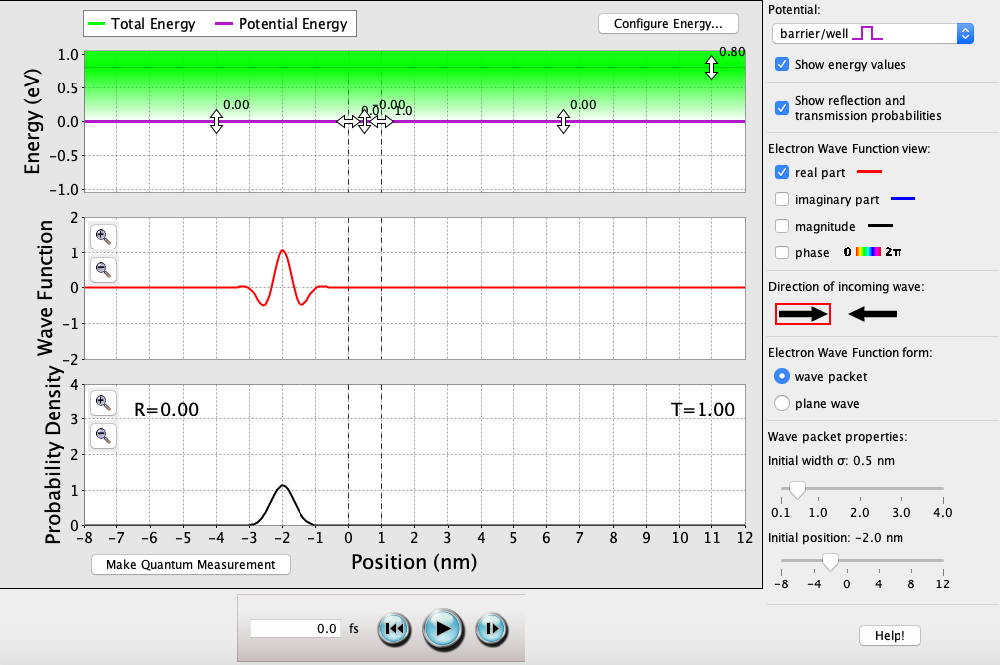 Total Energy
Potential Energy
Configure Energy...
Energy (eV)
1.0
0.5
0.0
−0.5
−1.0
0.80
0.00
0.00
1.0
0.00
Wave Function
2
1
0
−1
−2
Probability Density
4
3
2
1
0
R=0.00
T=1.00
−8 −7 −6 −5 −4 −3 −2 −1 0 1 2 3 4 5 6 7 8 9 10 11 12
Make Quantum Measurement
Position (nm)
0.0 fs
Potential:
barrier/well
Show energy values
Show reflection and
transmission probabilities
Electron Wave Function view:
real part
imaginary part
magnitude
phase 0 2π
Direction of incoming wave:
Electron Wave Function form:
wave packet
plane wave
Wave packet properties:
Initial width σ: 0.5 nm
0.1 1.0 2.0 3.0 4.0
Initial position: −2.0 nm
−8 −4 0 4 8 12
Help!